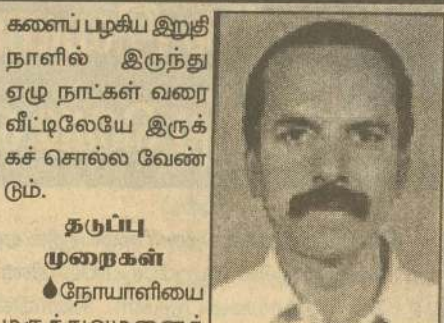 களைப் பழகிய இறுதி
நாளில் இருந்து
ஏழு நாட்கள் வரை
வீட்டிலேயே இருக்
கச் சொல்ல வேண்
டும்.
தடுப்பு
முறைகள்
நோயாளியை